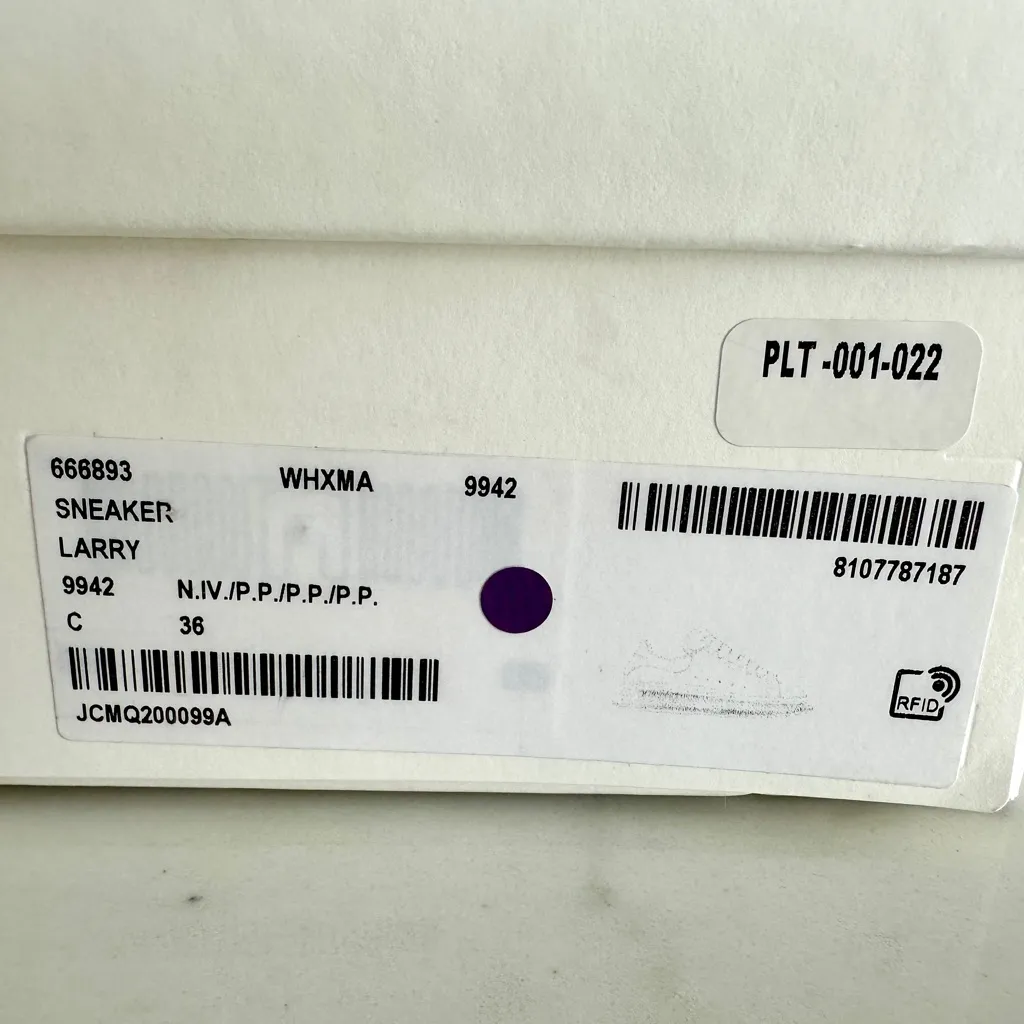 PLT -001-022
666893 WHXMA 9942
SNEAKER
LARRY
9942 N.IV./P.P./P.P./P.P.
C 36
JCMQ200099A
8107787187
RFID